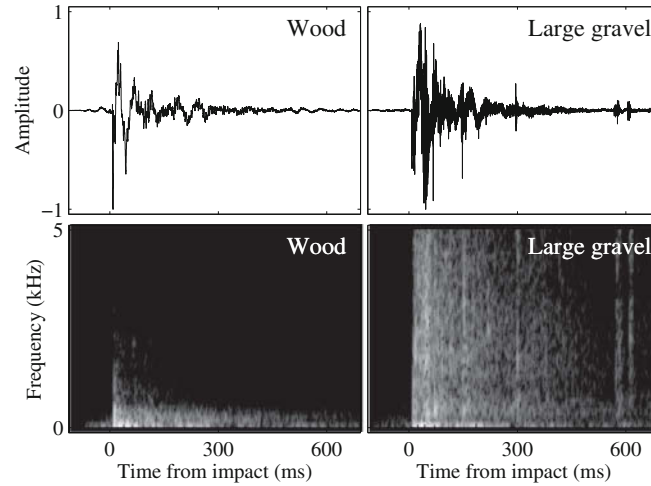 1
Wood
Large gravel
Amplitude
0
−1
5
Wood
Large gravel
Frequency (kHz)
0
0 300 600 0 300 600
Time from impact (ms) Time from impact (ms)